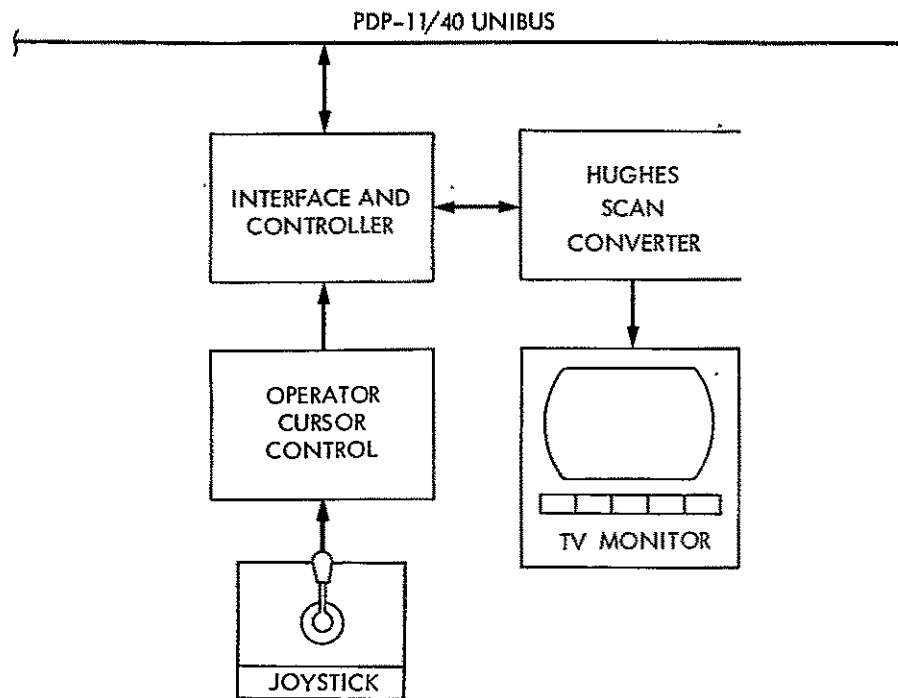 PDP-11/40 UNIBUS
INTERFACE AND
CONTROLLER
HUGHES
SCAN
CONVERTER
OPERATOR
CURSOR
CONTROL
TV MONITOR
JOYSTICK